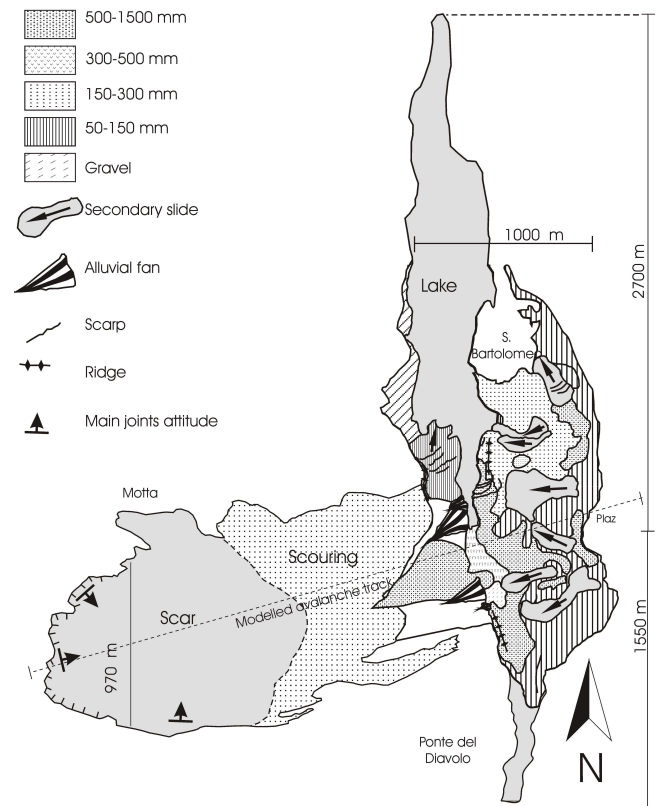 500-1500 mm
300-500 mm
150-300 mm
50-150 mm
Gravel
Secondary slide
Alluvial fan
Scarp
Ridge
Main joints attitude
1000 m
2700 m
Lake
S.
Bartolomeo
Motta
Plaz
Scouring
Scar
Modelled avalanche track
970 m
1550 m
Ponte del
Diavolo
N